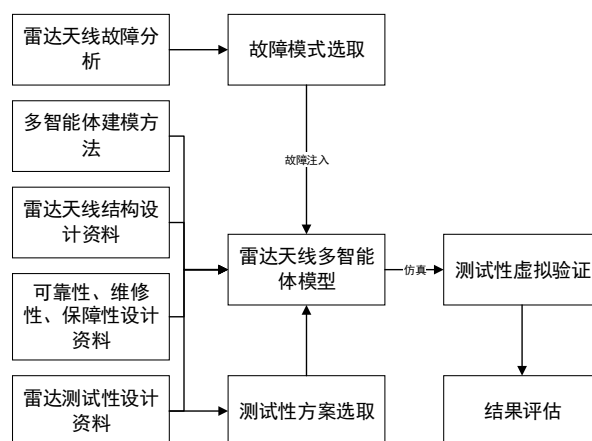 雷达天线故障分
析
故障模式选取
多智能体建模方
法
故障注入
雷达天线结构设
计资料
雷达天线多智能
体模型
仿真
测试性虚拟验证
可靠性、维修
性、保障性设计
资料
雷达测试性设计
资料
测试性方案选取
结果评估